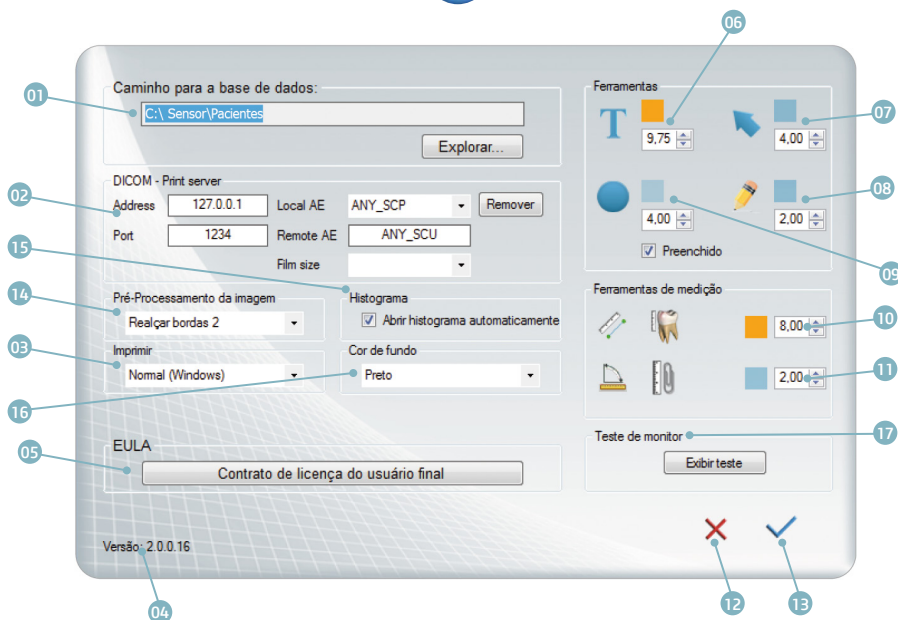 06
Caminho para a base de dados:
Ferramentas
01
C:\ Sensor\Pacientes
T
9,75
4,00
07
Explorar...
DICOM - Print server
02
Address
127.0.0.1
Local AE
ANY_SCP
Remover
08
Port
1234
Remote AE
ANY_SCU
4,00
2,00
15
Film size
Preenchido
09
14
Pré-Processamento da imagem
Histograma
Ferramentas de medição
Realçar bordas 2
Abrir histograma automaticamente
8,00
10
03
Imprimir
Cor de fundo
Normal (Windows)
Preto
2,00
11
16
EULA
Teste de monitor
17
05
Contrato de licença do usuário final
Exibir teste
Versão: 2.0.0.16
04
12
13